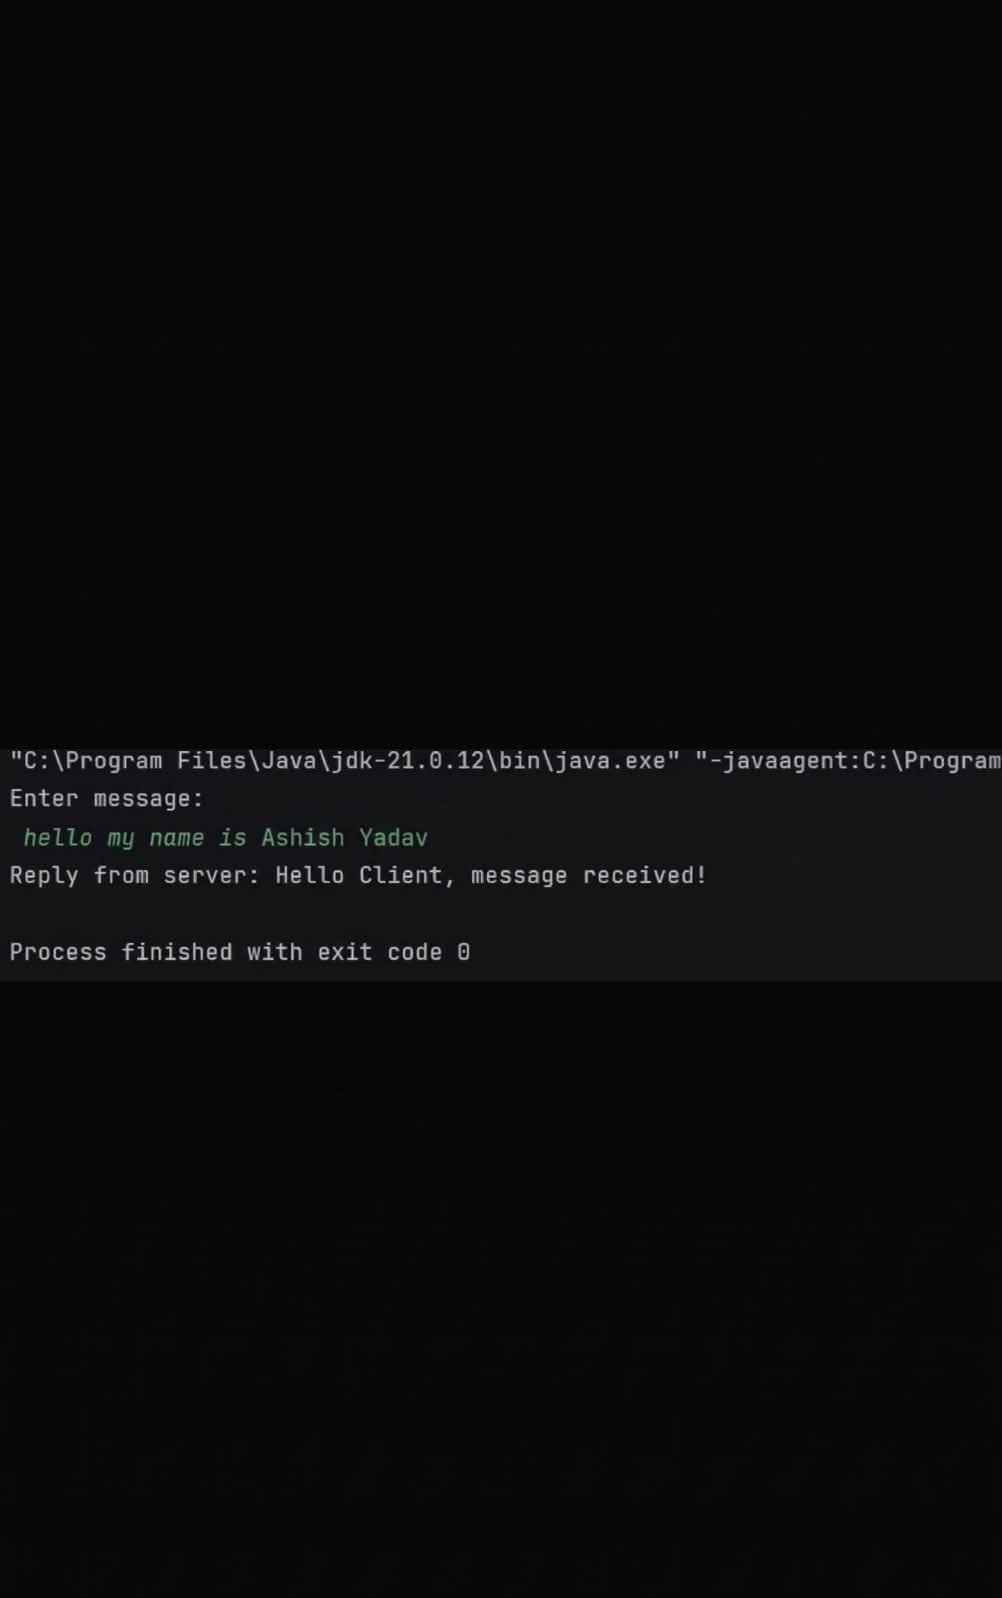 "C:\Program Files\Java\jdk-21.0.12\bin\java.exe" "-javaagent:C:\Program
Enter message:
hello my name is Ashish Yadav
Reply from server: Hello Client, message received!
Process finished with exit code 0